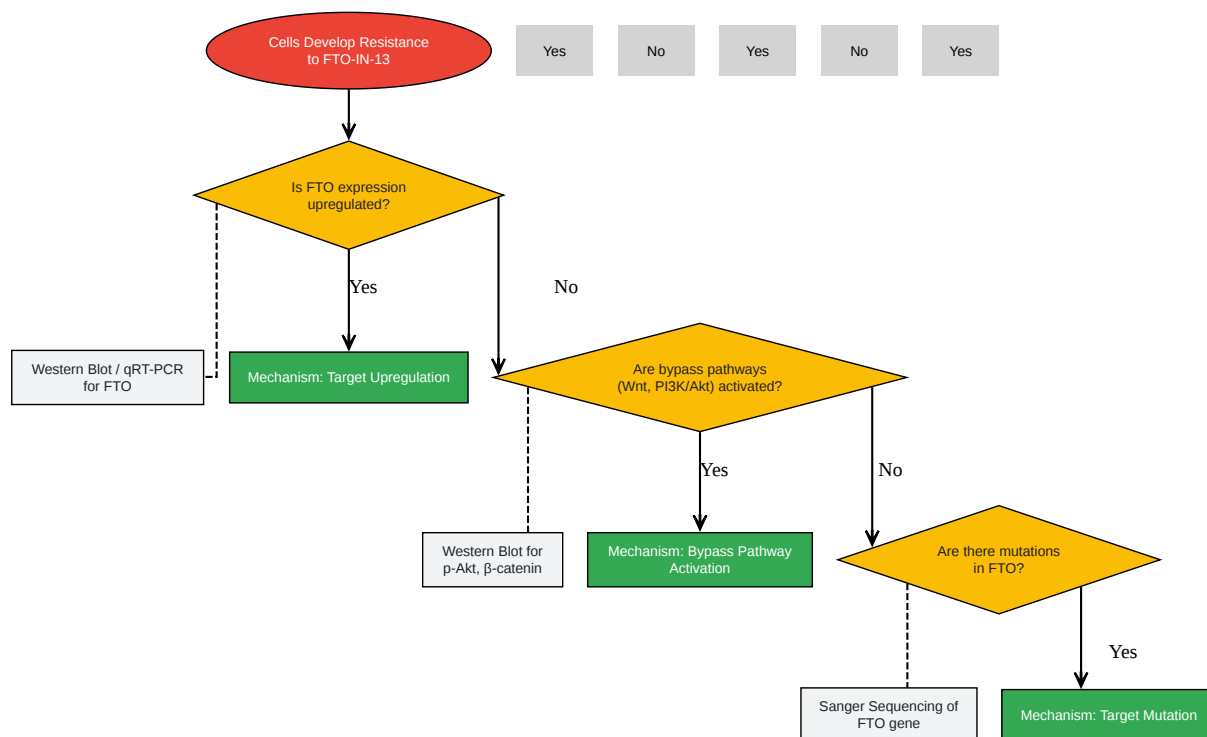 Cells Develop Resistance
to FTO-IN-13
Yes
No
Yes
No
Yes
Is FTO expression
upregulated?
Yes
No
Western Blot / qRT-PCR
for FTO
Mechanism: Target Upregulation
Are bypass pathways
(Wnt, PI3K/Akt) activated?
Yes
No
Western Blot for
p-Akt, β-catenin
Mechanism: Bypass Pathway
Activation
Are there mutations
in FTO?
Yes
Sanger Sequencing of
FTO gene
Mechanism: Target Mutation